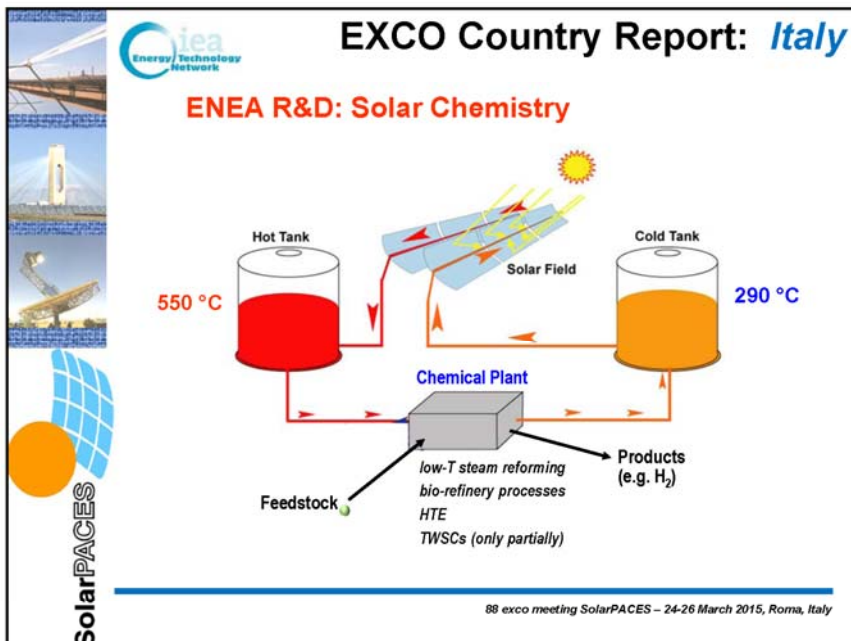 iea
Energy Technology
Network
EXCO Country Report: Italy
ENEA R&D: Solar Chemistry
Hot Tank
Solar Field
Cold Tank
550 °C
290 °C
Chemical Plant
Feedstock
low-T steam reforming
bio-refinery processes
HTE
TWSCs (only partially)
Products
(e.g. H₂)
SolarPACES
88 exco meeting SolarPACES – 24-26 March 2015, Roma, Italy